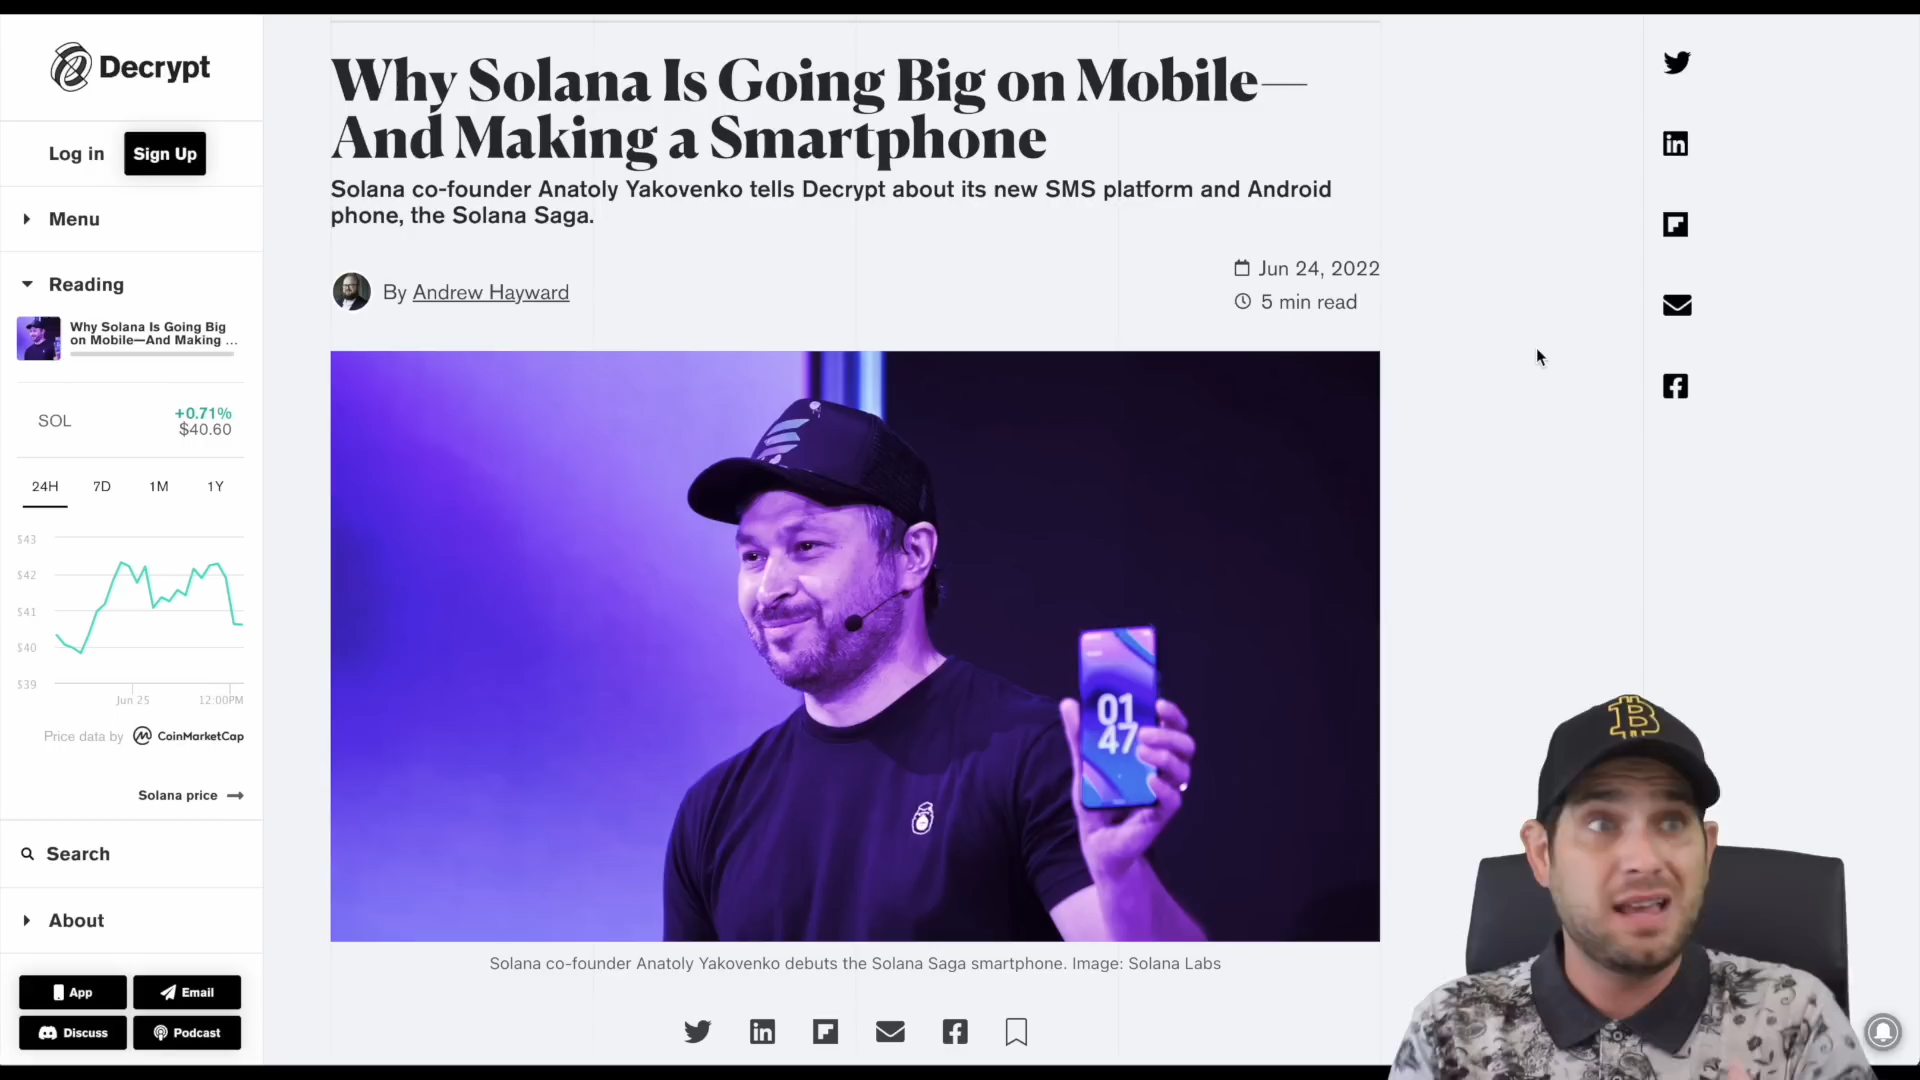 Decrypt
Log in
Sign Up
Menu
Reading
Why Solana Is Going Big
on Mobile—And Making ...
SOL
+0.71%
$40.60
24H
7D
1M
1Y
$43
$42
$41
$40
$39
Jun 25
12:00PM
Price data by
CoinMarketCap
Solana price
Search
About
App
Email
Discuss
Podcast
Why Solana Is Going Big on Mobile—
And Making a Smartphone
Solana co-founder Anatoly Yakovenko tells Decrypt about its new SMS platform and Android
phone, the Solana Saga.
By Andrew Hayward
Jun 24, 2022
5 min read
01
47
Solana co-founder Anatoly Yakovenko debuts the Solana Saga smartphone. Image: Solana Labs